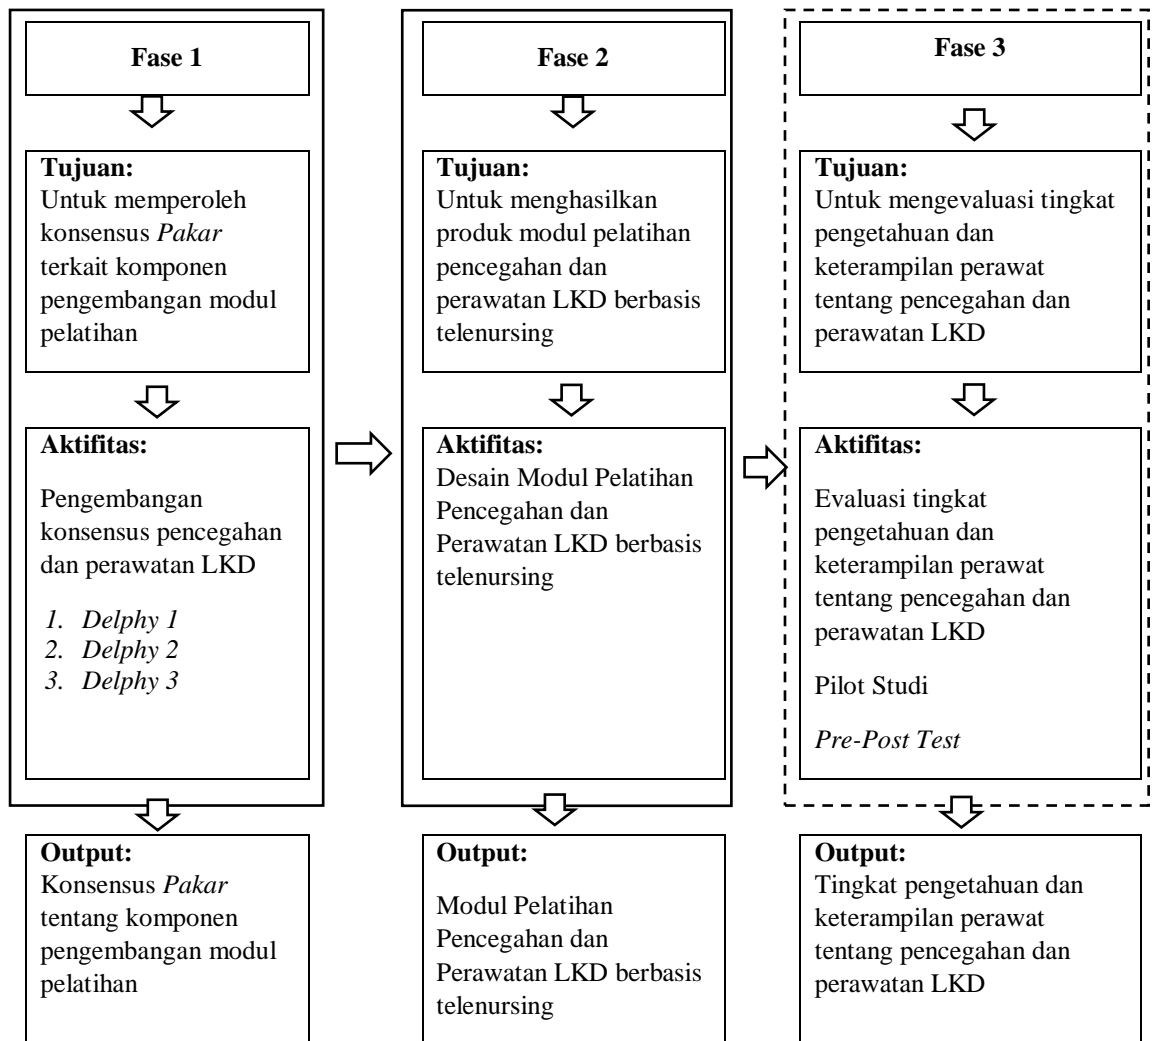 Fase 1
Tujuan:
Untuk memperoleh
konsensus Pakar
terkait komponen
pengembangan modul
pelatihan
Aktifitas:
Pengembangan
konsensus pencegahan
dan perawatan LKD
1. Delphy 1
2. Delphy 2
3. Delphy 3
Output:
Konsensus Pakar
tentang komponen
pengembangan modul
pelatihan
Fase 2
Tujuan:
Untuk menghasilkan
produk modul pelatihan
pencegahan dan
perawatan LKD berbasis
telenursing
Aktifitas:
Desain Modul Pelatihan
Pencegahan dan
Perawatan LKD berbasis
telenursing
Output:
Modul Pelatihan
Pencegahan dan
Perawatan LKD berbasis
telenursing
Fase 3
Tujuan:
Untuk mengevaluasi tingkat
pengetahuan dan
keterampilan perawat
tentang pencegahan dan
perawatan LKD
Aktifitas:
Evaluasi tingkat
pengetahuan dan
keterampilan perawat
tentang pencegahan dan
perawatan LKD
Pilot Studi
Pre-Post Test
Output:
Tingkat pengetahuan dan
keterampilan perawat
tentang pencegahan dan
perawatan LKD